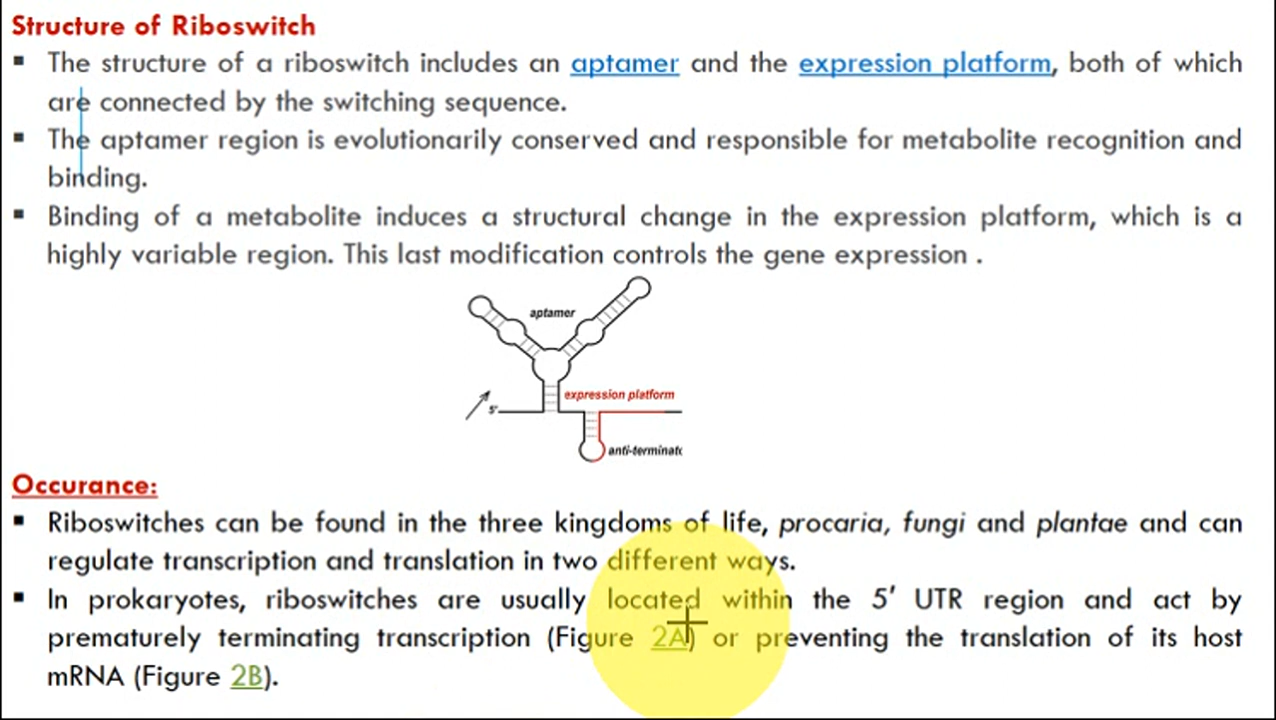 Structure of Riboswitch
▪ The structure of a riboswitch includes an aptamer and the expression platform, both of which
are connected by the switching sequence.
▪ The aptamer region is evolutionarily conserved and responsible for metabolite recognition and
binding.
▪ Binding of a metabolite induces a structural change in the expression platform, which is a
highly variable region. This last modification controls the gene expression .
aptamer
expression platform
5'
anti-terminat
Occurance:
▪ Riboswitches can be found in the three kingdoms of life, procaria, fungi and plantae and can
regulate transcription and translation in two different ways.
▪ In prokaryotes, riboswitches are usually located within the 5' UTR region and act by
prematurely terminating transcription (Figure 2A) or preventing the translation of its host
mRNA (Figure 2B).